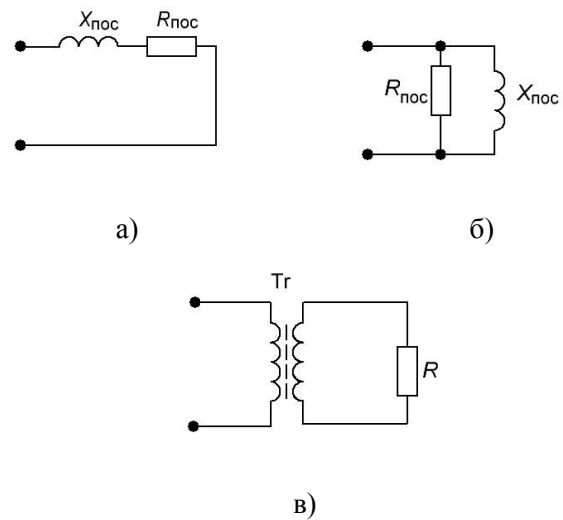 Xпос Rпос
Rпос Xпос
а) б)
Tr
R
в)